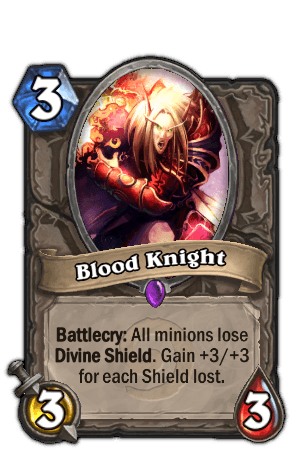 3
Blood Knight
Battlecry: All minions lose
Divine Shield. Gain +3/+3
for each Shield lost.
3 3